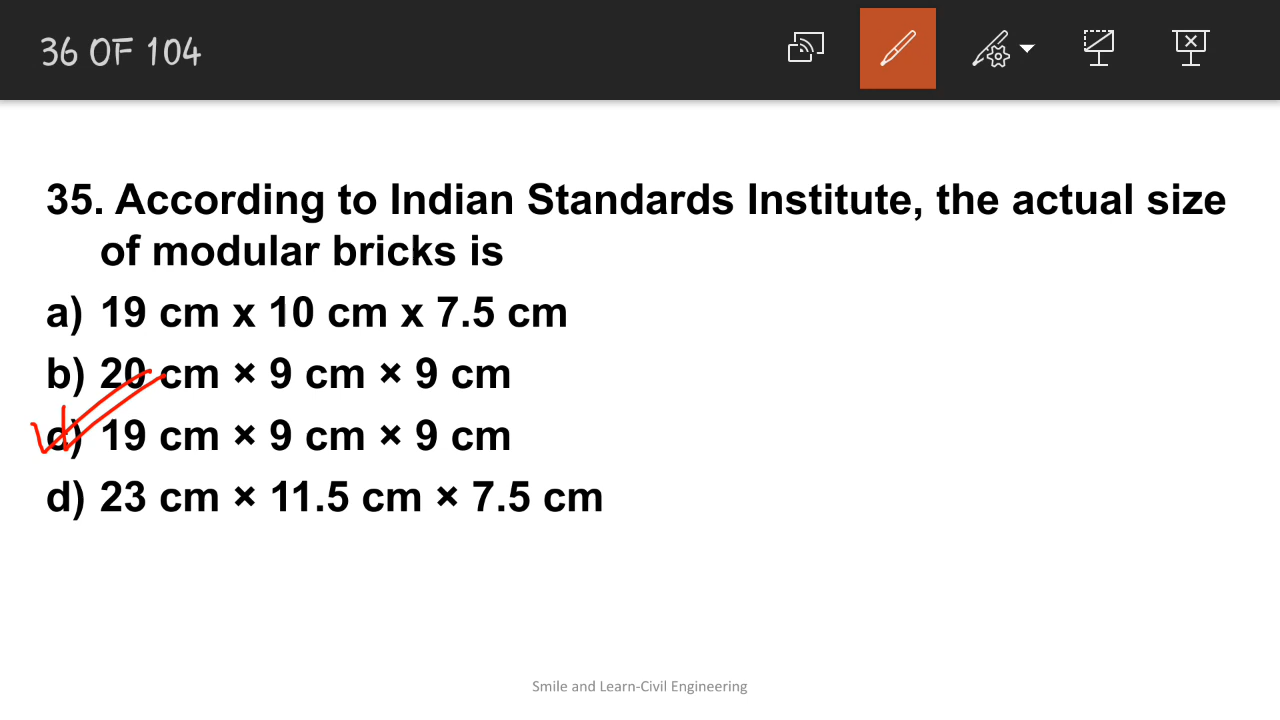 36 OF 104
35. According to Indian Standards Institute, the actual size
of modular bricks is
a) 19 cm x 10 cm x 7.5 cm
b) 20 cm × 9 cm × 9 cm
c) 19 cm × 9 cm × 9 cm
d) 23 cm × 11.5 cm × 7.5 cm
Smile and Learn-Civil Engineering